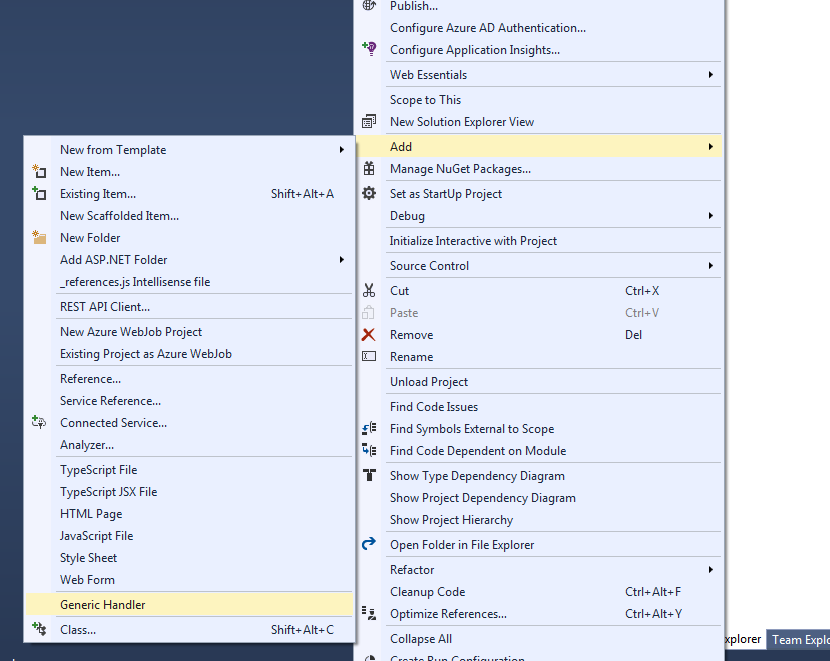 Publish...
Configure Azure AD Authentication...
Configure Application Insights...
Web Essentials
Scope to This
New Solution Explorer View
Add
Manage NuGet Packages...
Set as StartUp Project
Debug
Initialize Interactive with Project
Source Control
Cut Ctrl+X
Paste Ctrl+V
Remove Del
Rename
Unload Project
Find Code Issues
Find Symbols External to Scope
Find Code Dependent on Module
Show Type Dependency Diagram
Show Project Dependency Diagram
Show Project Hierarchy
Open Folder in File Explorer
Refactor
Cleanup Code Ctrl+Alt+F
Optimize References... Ctrl+Alt+Y
Collapse All
Create Run Configuration
New from Template
New Item...
Existing Item... Shift+Alt+A
New Scaffolded Item...
New Folder
Add ASP.NET Folder
_references.js Intellisense file
REST API Client...
New Azure WebJob Project
Existing Project as Azure WebJob
Reference...
Service Reference...
Connected Service...
Analyzer...
TypeScript File
TypeScript JSX File
HTML Page
JavaScript File
Style Sheet
Web Form
Generic Handler
Class... Shift+Alt+C
xplorer Team Explo